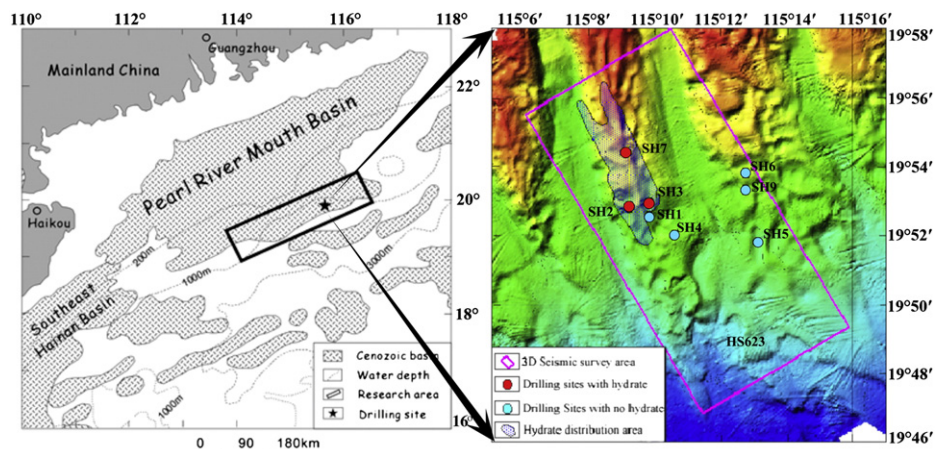 110° 112° 114° 116° 118°
Guangzhou
Mainland China
22°
Pearl River Mouth Basin
20°
Haikou
200m
1000m
3000m
Southeast
Hainan Basin
18°
Cenozoic basin
Water depth
Research area
Drilling site
1000m
16°
0 90 180km
115°06′ 115°08′ 115°10′ 115°12′ 115°14′ 115°16′
19°58′
19°56′
SH7
SH6
19°54′
SH3
SH9
SH2
SH1
SH4
SH5
19°52′
19°50′
HS623
3D Seismic survey area
19°48′
Drilling sites with hydrate
Drilling Sites with no hydrate
Hydrate distribution area
19°46′